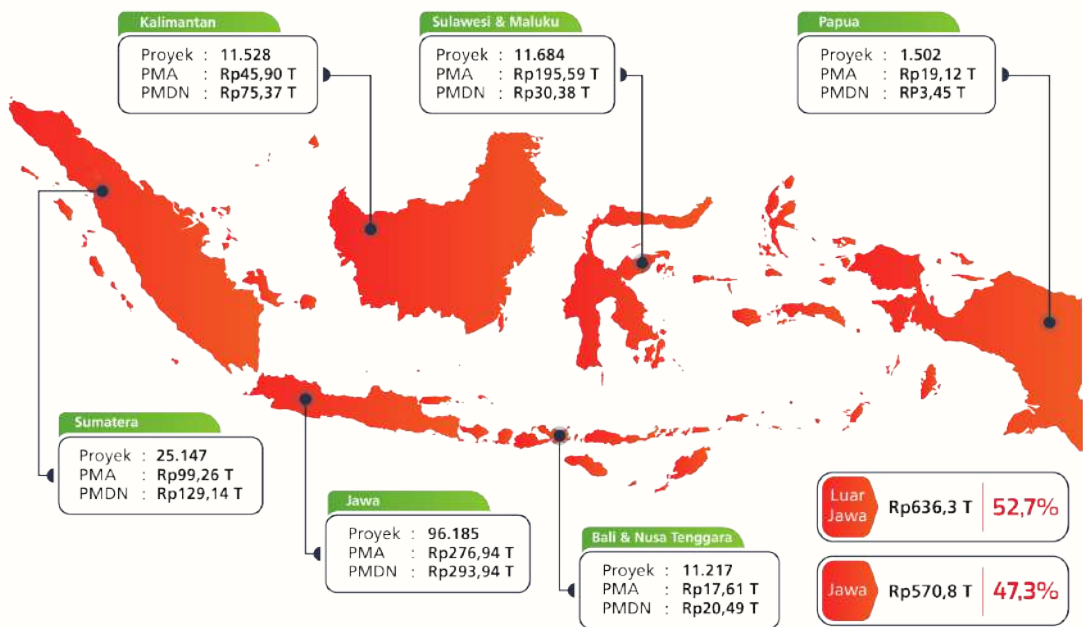 Kalimantan
Proyek : 11.528
PMA : Rp45,90 T
PMDN : Rp75,37 T
Sulawesi & Maluku
Proyek : 11.684
PMA : Rp195,59 T
PMDN : Rp30,38 T
Papua
Proyek : 1.502
PMA : Rp19,12 T
PMDN : RP3,45 T
Sumatera
Proyek : 25.147
PMA : Rp99,26 T
PMDN : Rp129,14 T
Jawa
Proyek : 96.185
PMA : Rp276,94 T
PMDN : Rp293,94 T
Bali & Nusa Tenggara
Proyek : 11.217
PMA : Rp17,61 T
PMDN : Rp20,49 T
Luar
Jawa
Rp636,3 T
52,7%
Jawa
Rp570,8 T
47,3%